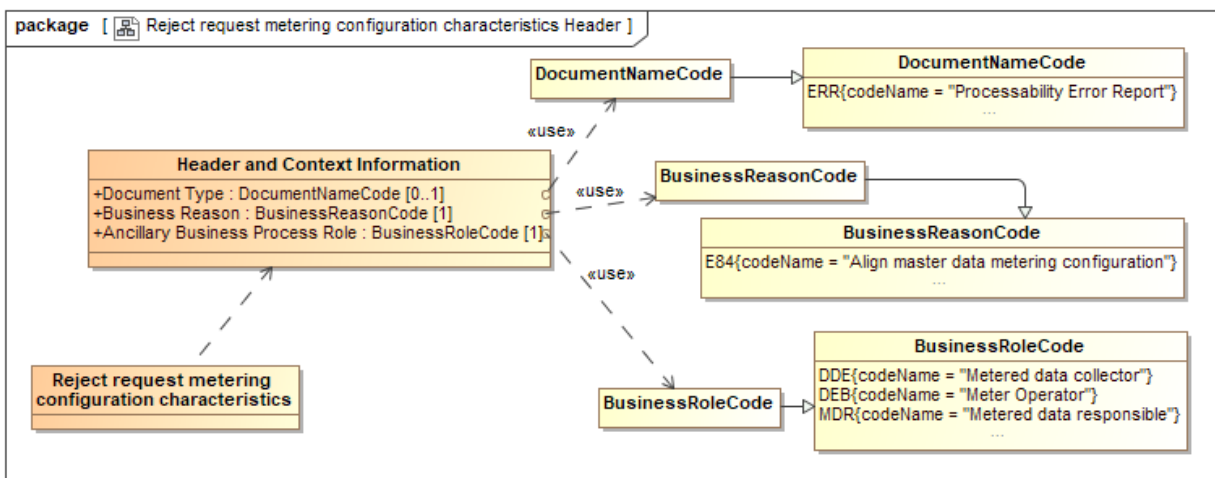 package [ Reject request metering configuration characteristics Header ]
DocumentNameCode
DocumentNameCode
ERR{codeName = "Processability Error Report"}
...
«use»
Header and Context Information
+Document Type : DocumentNameCode [0..1]
+Business Reason : BusinessReasonCode [1]
+Ancillary Business Process Role : BusinessRoleCode [1]
«use»
BusinessReasonCode
BusinessReasonCode
E84{codeName = "Align master data metering configuration"}
...
«use»
Reject request metering
configuration characteristics
BusinessRoleCode
BusinessRoleCode
DDE{codeName = "Metered data collector"}
DEB{codeName = "Meter Operator"}
MDR{codeName = "Metered data responsible"}
...